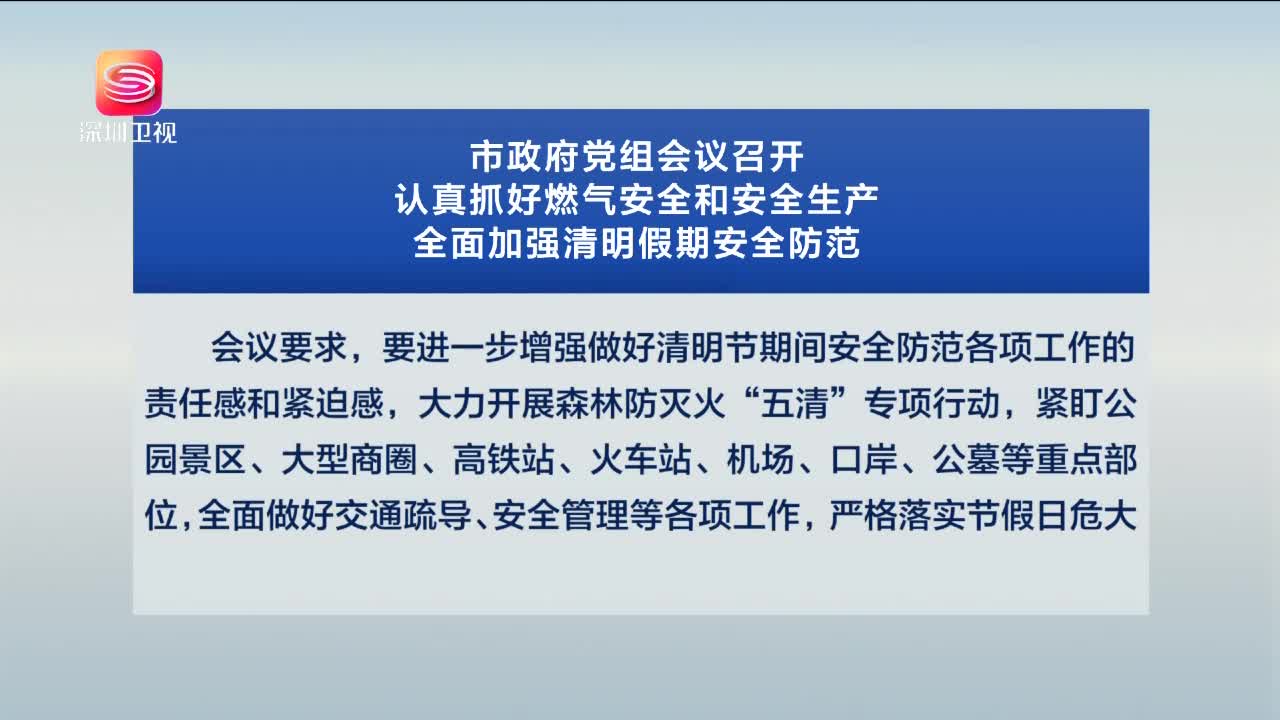 深圳卫视
市政府党组会议召开
认真抓好燃气安全和安全生产
全面加强清明假期安全防范
会议要求，要进一步增强做好清明节期间安全防范各项工作的
责任感和紧迫感，大力开展森林防灭火“五清”专项行动，紧盯公
园景区、大型商圈、高铁站、火车站、机场、口岸、公墓等重点部
位，全面做好交通疏导、安全管理等各项工作，严格落实节假日危大